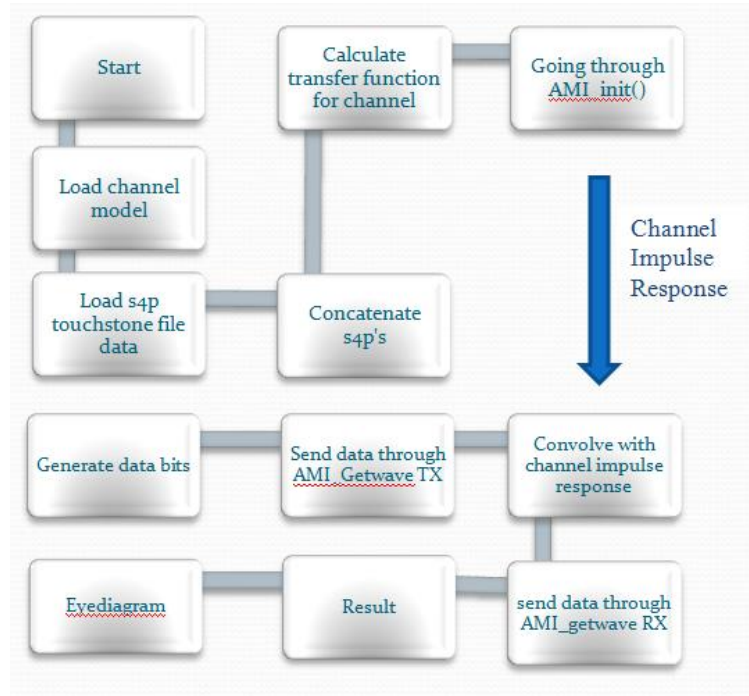 Start
Load channel
model
Load s4p
touchstone file
data
Concatenate
s4p's
Calculate
transfer function
for channel
Going through
AMI_init()
Channel
Impulse
Response
Generate data bits
Send data through
AMI_Getwave TX
Convolve with
channel impulse
response
send data through
AMI_getwave RX
Result
Eyediagram